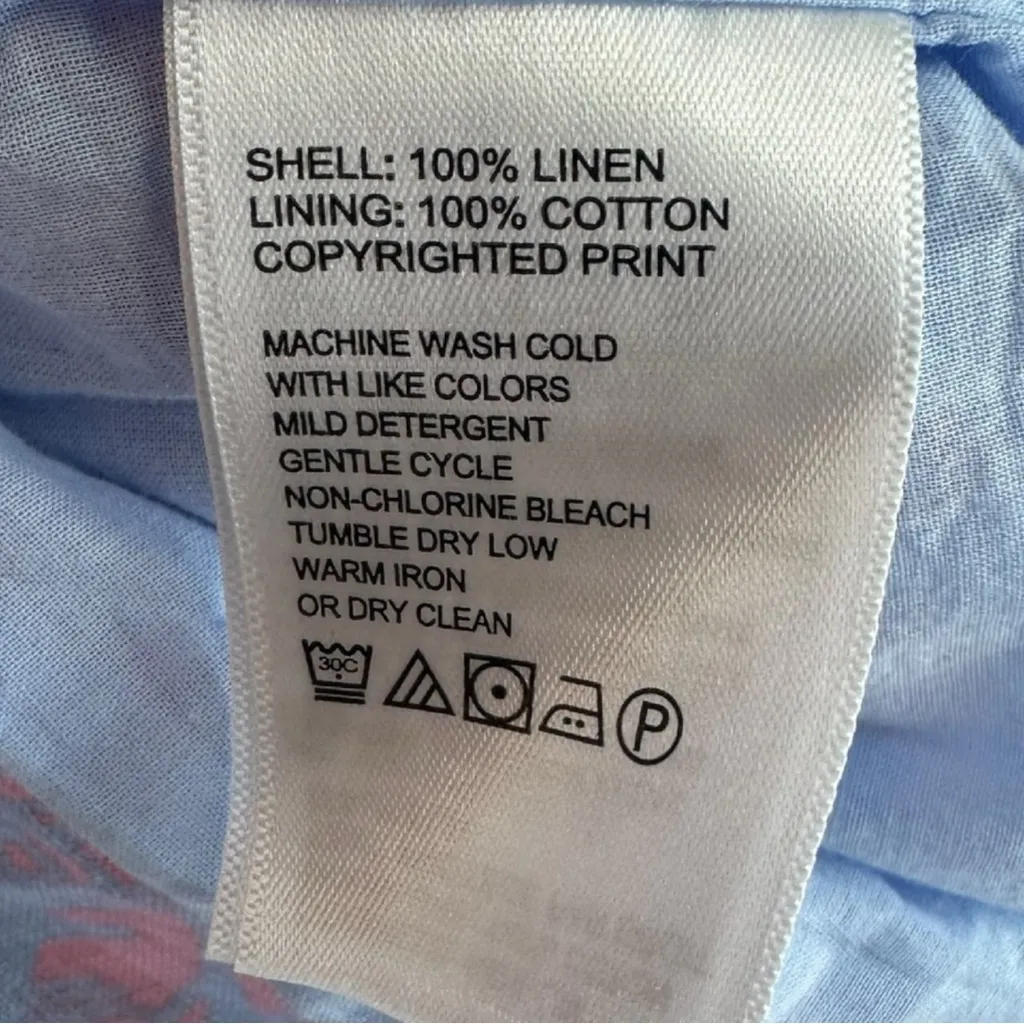 SHELL: 100% LINEN
LINING: 100% COTTON
COPYRIGHTED PRINT
MACHINE WASH COLD
WITH LIKE COLORS
MILD DETERGENT
GENTLE CYCLE
NON-CHLORINE BLEACH
TUMBLE DRY LOW
WARM IRON
OR DRY CLEAN
30C P